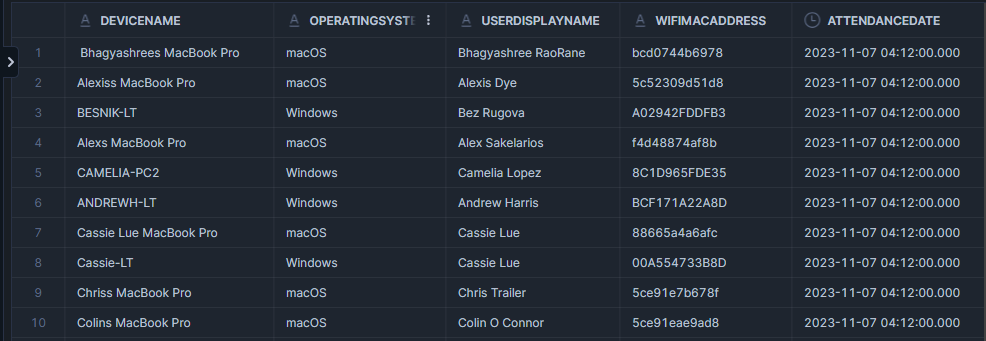 DEVICENAME OPERATINGSYST USERDISPLAYNAME WIFIMACADDRESS ATTENDANCEDATE
1 Bhagyashrees MacBook Pro macOS Bhagyashree RaoRane bcd0744b6978 2023-11-07 04:12:00.000
2 Alexiss MacBook Pro macOS Alexis Dye 5c52309d51d8 2023-11-07 04:12:00.000
3 BESNIK-LT Windows Bez Rugova A02942FDDFB3 2023-11-07 04:12:00.000
4 Alexs MacBook Pro macOS Alex Sakelarios f4d48874af8b 2023-11-07 04:12:00.000
5 CAMELIA-PC2 Windows Camelia Lopez 8C1D965FDE35 2023-11-07 04:12:00.000
6 ANDREWH-LT Windows Andrew Harris BCF171A22A8D 2023-11-07 04:12:00.000
7 Cassie Lue MacBook Pro macOS Cassie Lue 88665a4a6afc 2023-11-07 04:12:00.000
8 Cassie-LT Windows Cassie Lue 00A554733B8D 2023-11-07 04:12:00.000
9 Chriss MacBook Pro macOS Chris Trailer 5ce91e7b678f 2023-11-07 04:12:00.000
10 Colins MacBook Pro macOS Colin O Connor 5ce91eae9ad8 2023-11-07 04:12:00.000